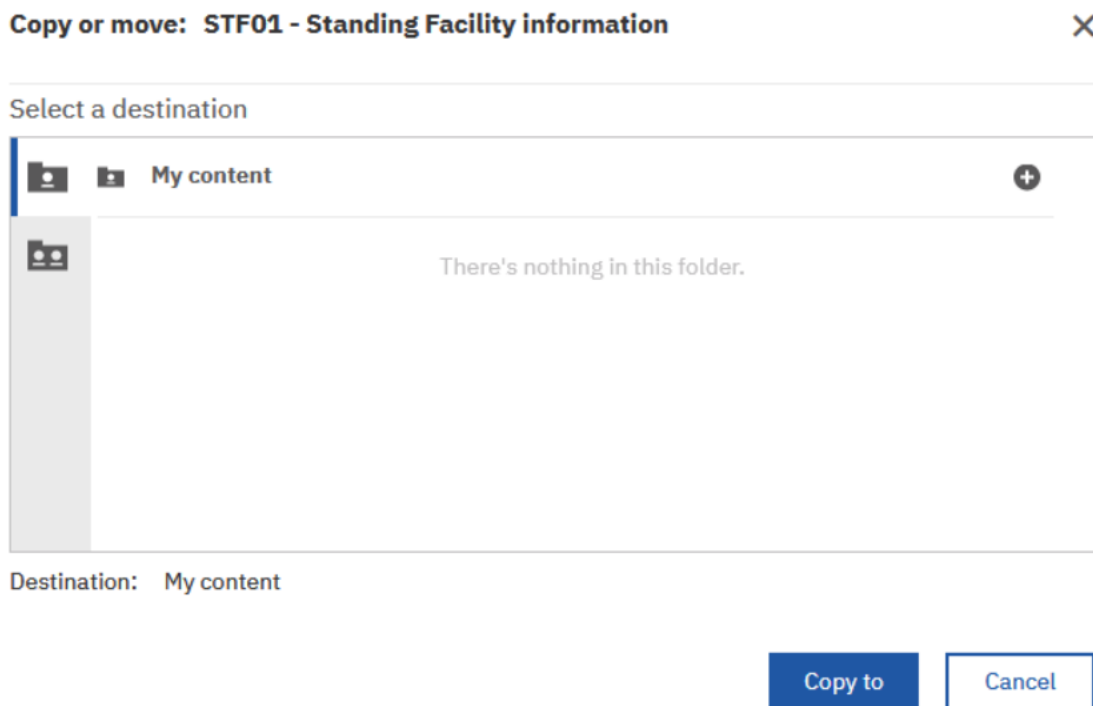 Copy or move: STF01 - Standing Facility information
Select a destination
My content
There's nothing in this folder.
Destination: My content
Copy to Cancel